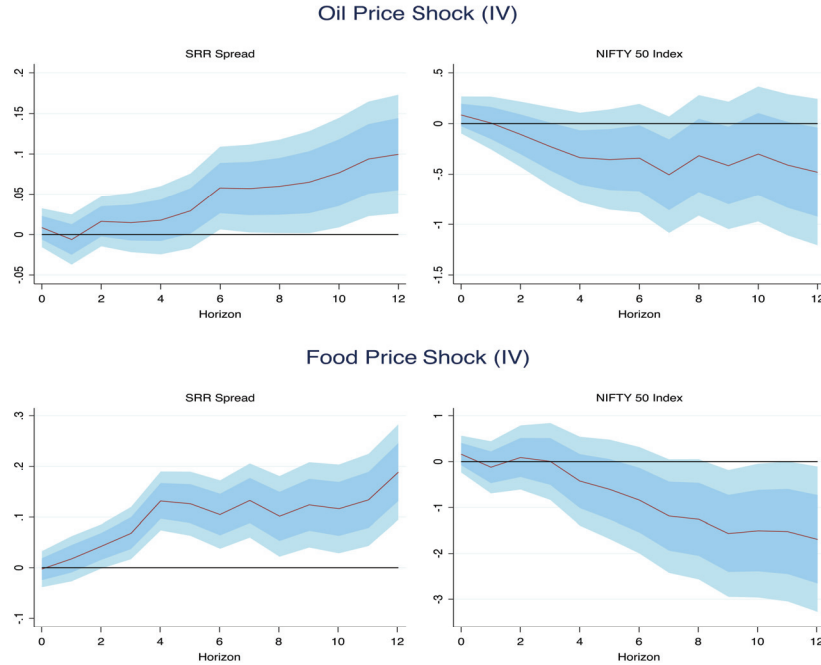 Oil Price Shock (IV)
SRR Spread
.2
.15
.1
.05
0
-.05
0 2 4 6 8 10 12
Horizon
NIFTY 50 Index
.5
0
-.5
-1
-1.5
0 2 4 6 8 10 12
Horizon
Food Price Shock (IV)
SRR Spread
.3
.2
.1
0
-.1
0 2 4 6 8 10 12
Horizon
NIFTY 50 Index
1
0
-1
-2
-3
0 2 4 6 8 10 12
Horizon